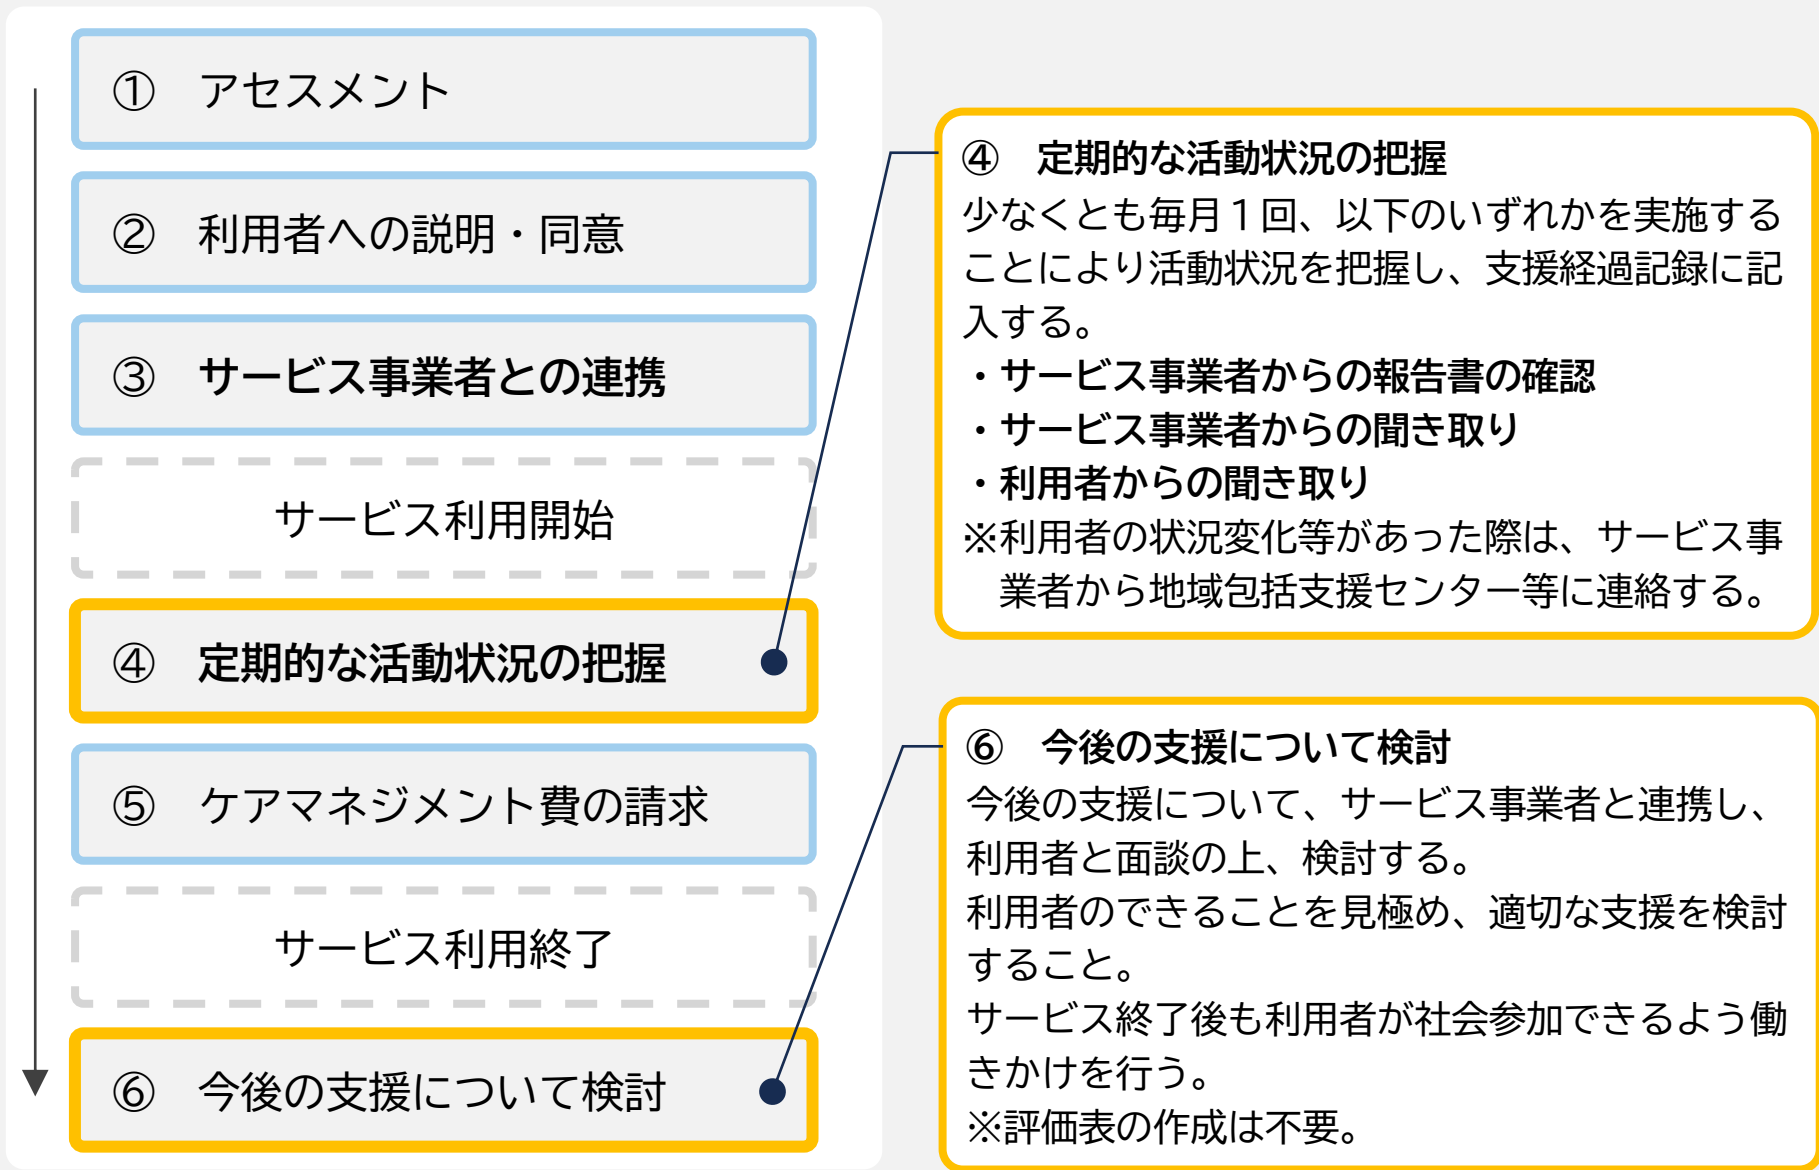 ① アセスメント
② 利用者への説明・同意
③ サービス事業者との連携
サービス利用開始
④ 定期的な活動状況の把握
⑤ ケアマネジメント費の請求
サービス利用終了
⑥ 今後の支援について検討
④ 定期的な活動状況の把握
少なくとも毎月1回、以下のいずれかを実施する
ことにより活動状況を把握し、支援経過記録に記
入する。
・サービス事業者からの報告書の確認
・サービス事業者からの聞き取り
・利用者からの聞き取り
※利用者の状況変化等があった際は、サービス事
業者から地域包括支援センター等に連絡する。
⑥ 今後の支援について検討
今後の支援について、サービス事業者と連携し、
利用者と面談の上、検討する。
利用者のできることを見極め、適切な支援を検討
すること。
サービス終了後も利用者が社会参加できるよう働
きかけを行う。
※評価表の作成は不要。